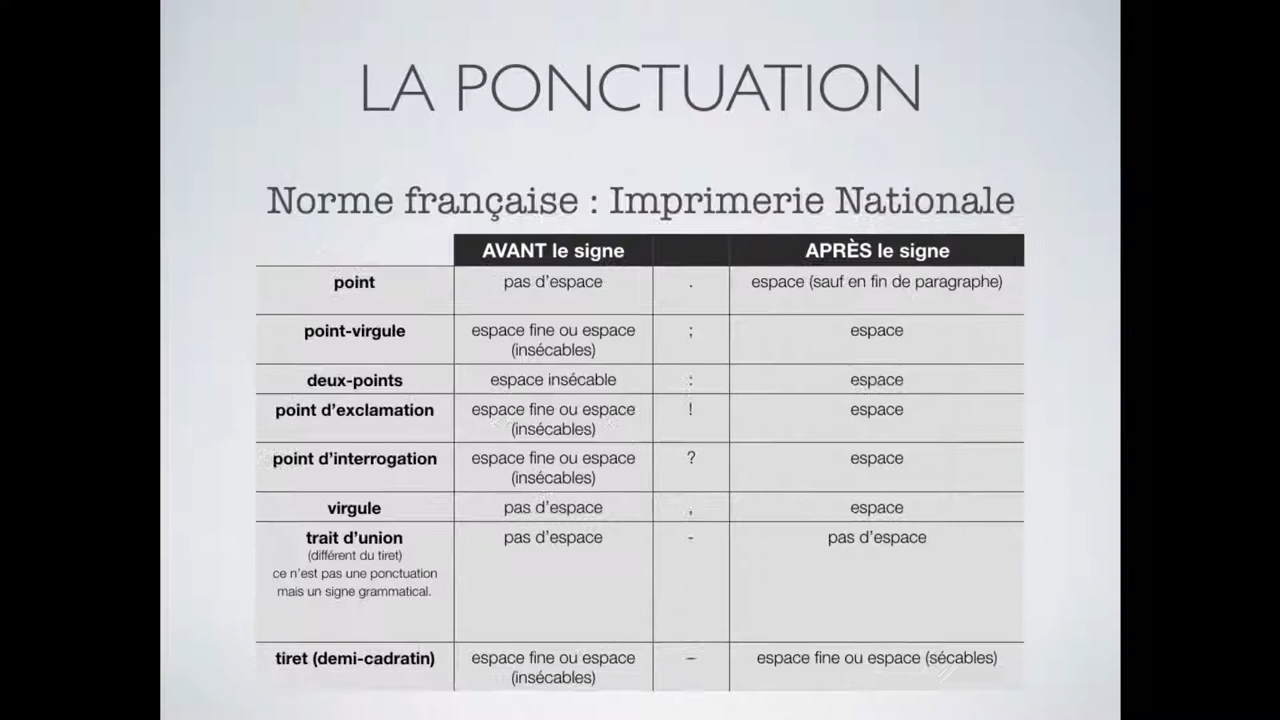 LA PONCTUATION
Norme française : Imprimerie Nationale
AVANT le signe APRÈS le signe
point pas d’espace . espace (sauf en fin de paragraphe)
point-virgule espace fine ou espace ; espace
(insécables)
deux-points espace insécable : espace
point d’exclamation espace fine ou espace ! espace
(insécables)
point d’interrogation espace fine ou espace ? espace
(insécables)
virgule pas d’espace , espace
trait d’union pas d’espace - pas d’espace
(différent du tiret)
ce n’est pas une ponctuation
mais un signe grammatical.
tiret (demi-cadratin) espace fine ou espace – espace fine ou espace (sécables)
(insécables)